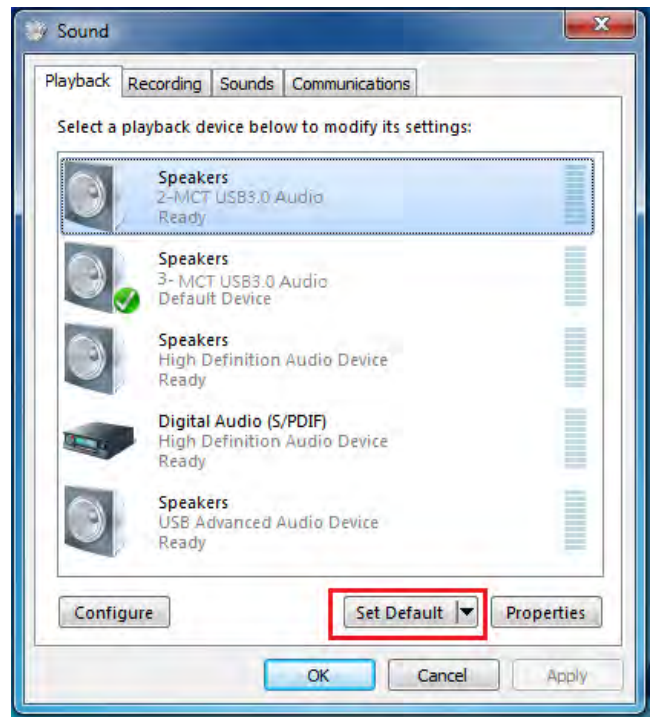 Sound
Playback Recording Sounds Communications
Select a playback device below to modify its settings:
Speakers
2-MCT USB3.0 Audio
Ready
Speakers
3- MCT USB3.0 Audio
Default Device
Speakers
High Definition Audio Device
Ready
Digital Audio (S/PDIF)
High Definition Audio Device
Ready
Speakers
USB Advanced Audio Device
Ready
Configure Set Default Properties
OK Cancel Apply